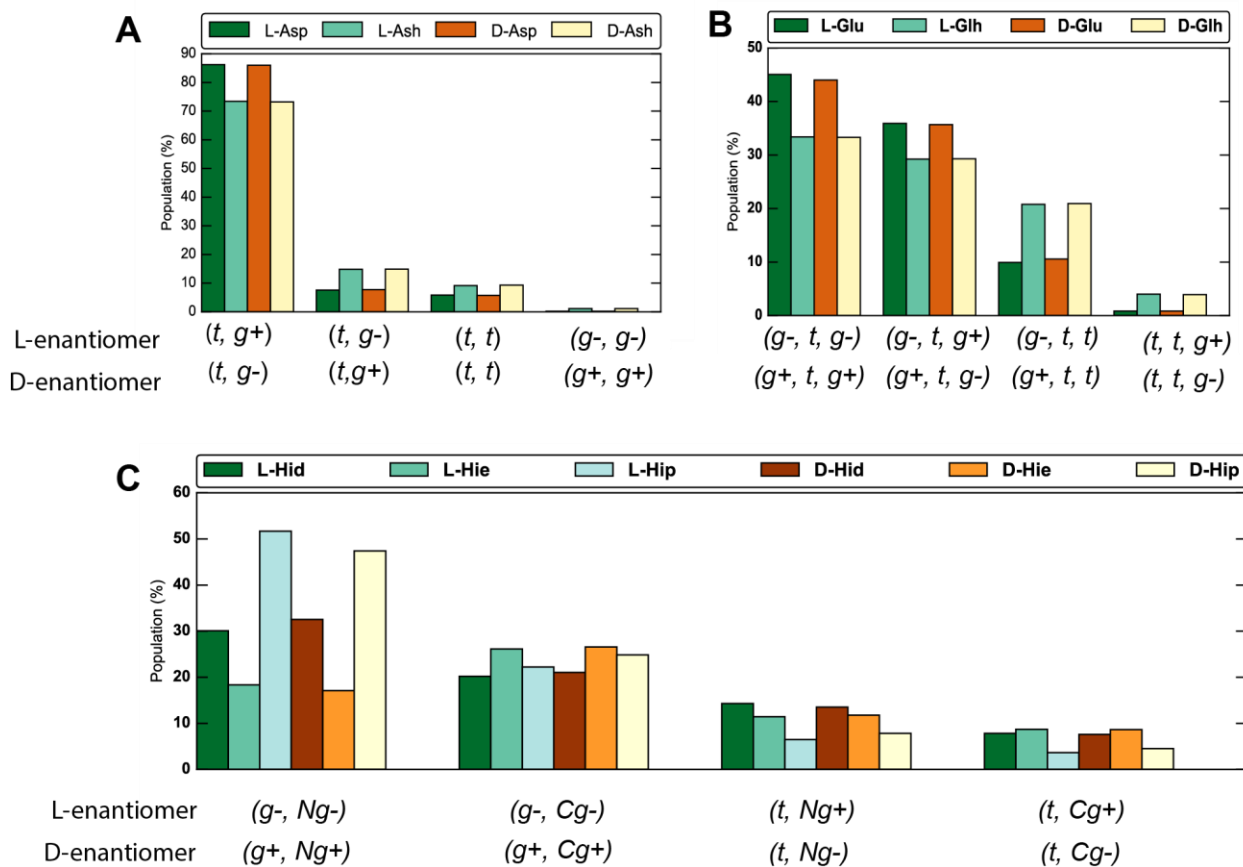 A
L-Asp L-Ash D-Asp D-Ash
90
80
70
60
50
40
30
20
10
0
Population (%)
L-enantiomer (t, g+) (t, g-) (t, t) (g-, g-)
D-enantiomer (t, g-) (t,g+) (t, t) (g+, g+)
B
L-Glu L-Glh D-Glu D-Glh
50
40
30
20
10
0
Population (%)
(g-, t, g-) (g-, t, g+) (g-, t, t) (t, t, g+)
(g+, t, g+) (g+, t, g-) (g+, t, t) (t, t, g-)
C
L-Hid L-Hie L-Hip D-Hid D-Hie D-Hip
60
50
40
30
20
10
0
Population (%)
L-enantiomer (g-, Ng-) (g-, Cg-) (t, Ng+) (t, Cg+)
D-enantiomer (g+, Ng+) (g+, Cg+) (t, Ng-) (t, Cg-)